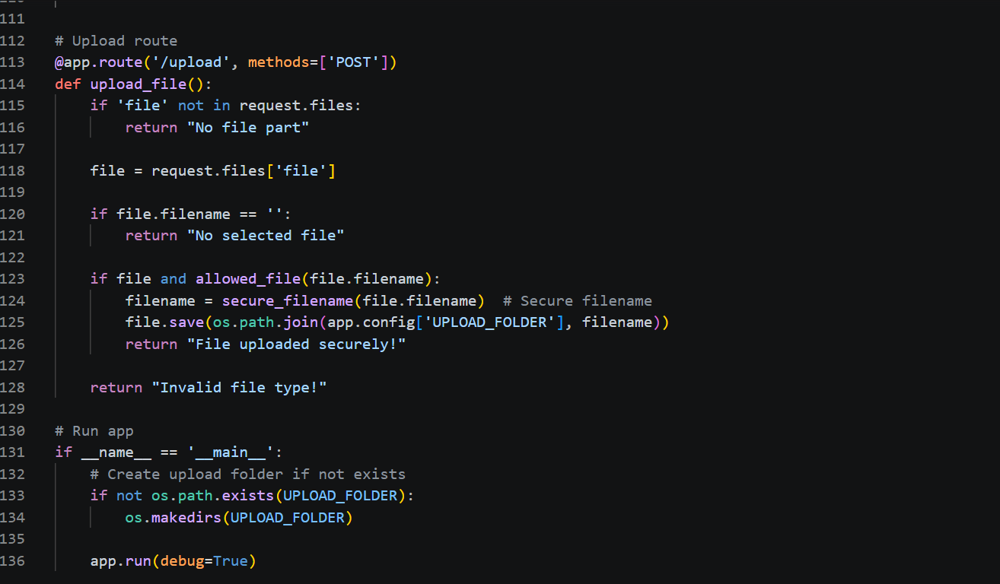 111
112 # Upload route
113 @app.route('/upload', methods=['POST'])
114 def upload_file():
115     if 'file' not in request.files:
116         return "No file part"
117
118     file = request.files['file']
119
120     if file.filename == '':
121         return "No selected file"
122
123     if file and allowed_file(file.filename):
124         filename = secure_filename(file.filename)  # Secure filename
125         file.save(os.path.join(app.config['UPLOAD_FOLDER'], filename))
126         return "File uploaded securely!"
127
128     return "Invalid file type!"
129
130 # Run app
131 if __name__ == '__main__':
132     # Create upload folder if not exists
133     if not os.path.exists(UPLOAD_FOLDER):
134         os.makedirs(UPLOAD_FOLDER)
135
136     app.run(debug=True)